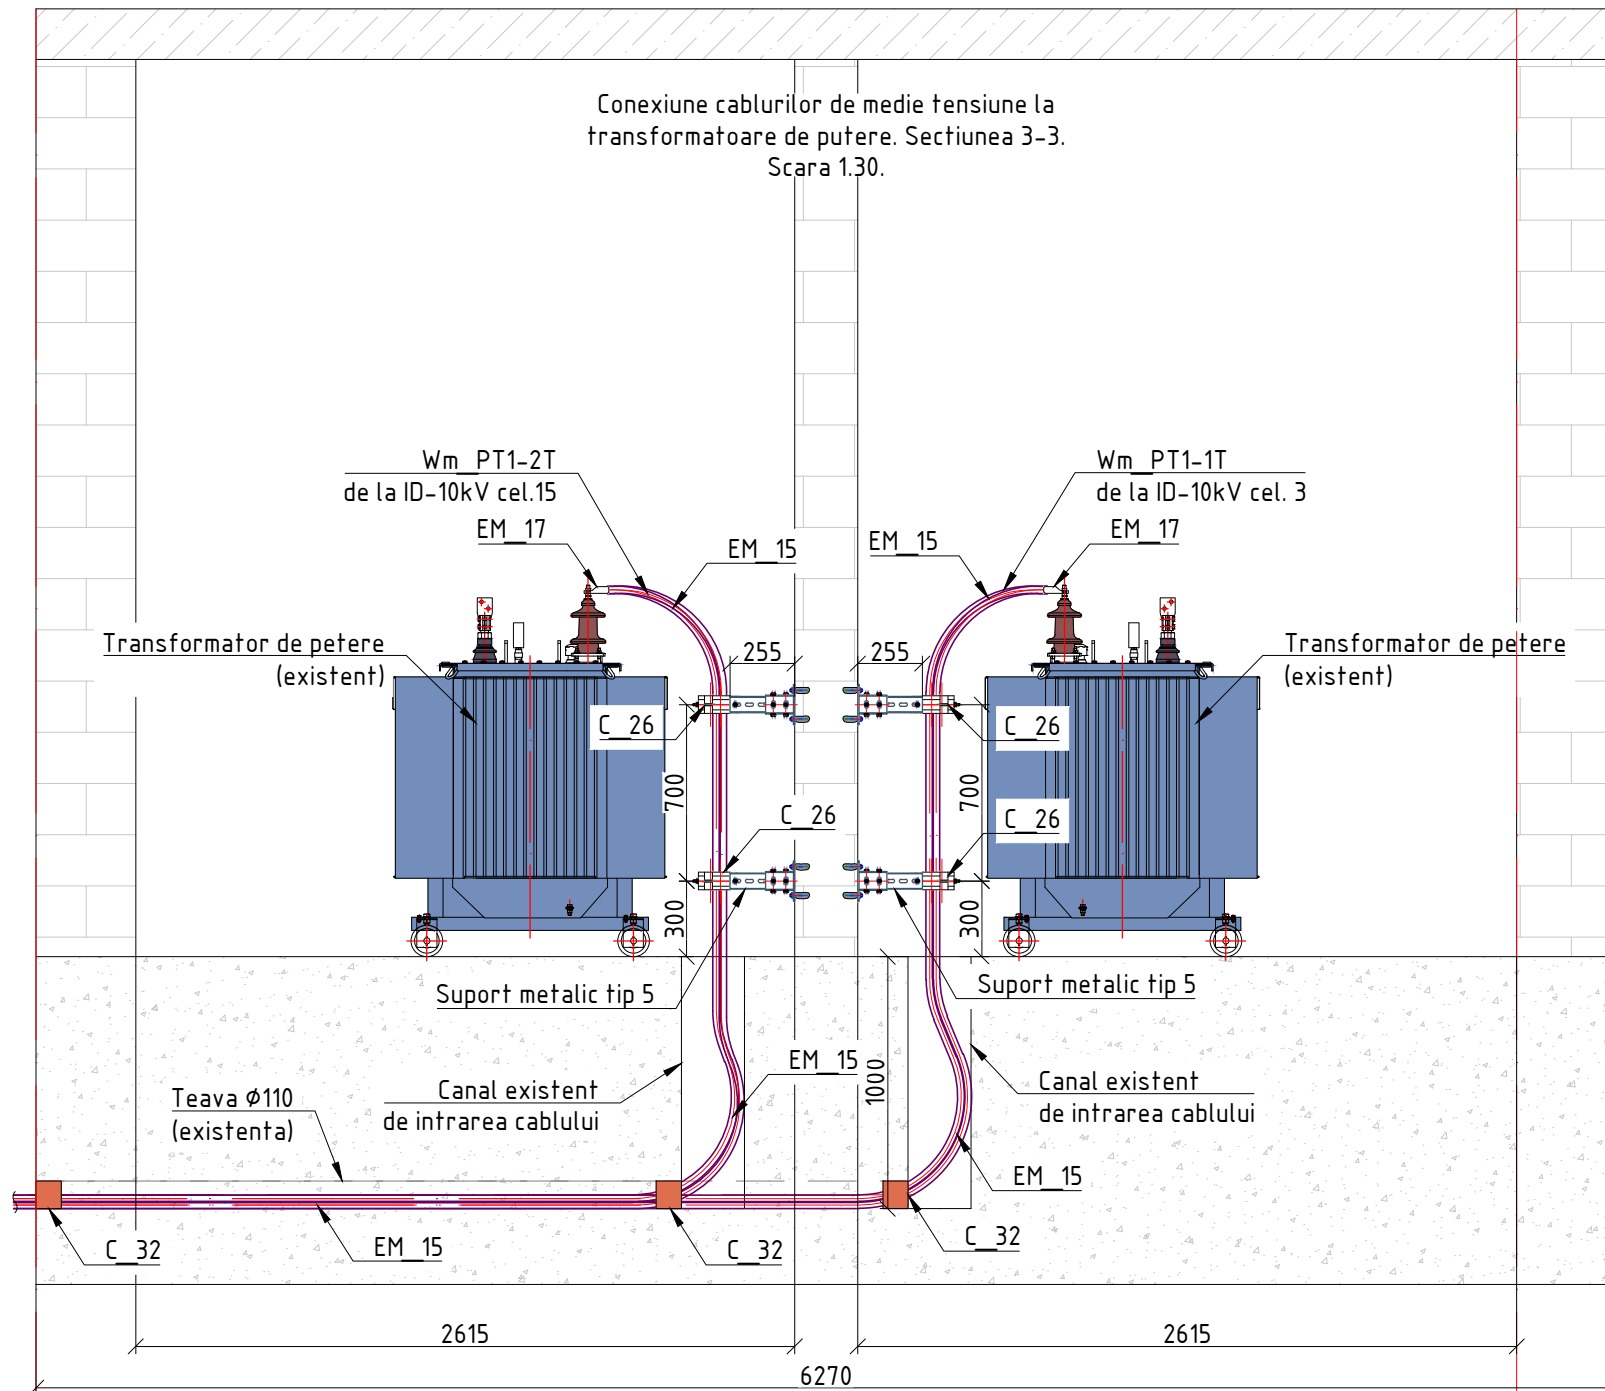 Conexiune cablurilor de medie tensiune la
transformatoare de putere. Sectiunea 3-3.
Scara 1.30.
Wm_PT1-2T
de la ID-10kV cel.15
EM_17
EM_15
Wm_PT1-1T
de la ID-10kV cel. 3
EM_15
EM_17
Transformator de petere
(existent)
255
255
Transformator de petere
(existent)
C_26
C_26
700
700
C_26
C_26
300
300
Suport metalic tip 5
Suport metalic tip 5
EM_15
1000
Canal existent
de intrarea cablului
Canal existent
de intrarea cablului
Teava Ø110
(existenta)
EM_15
C_32
EM_15
C_32
C_32
2615
2615
6270